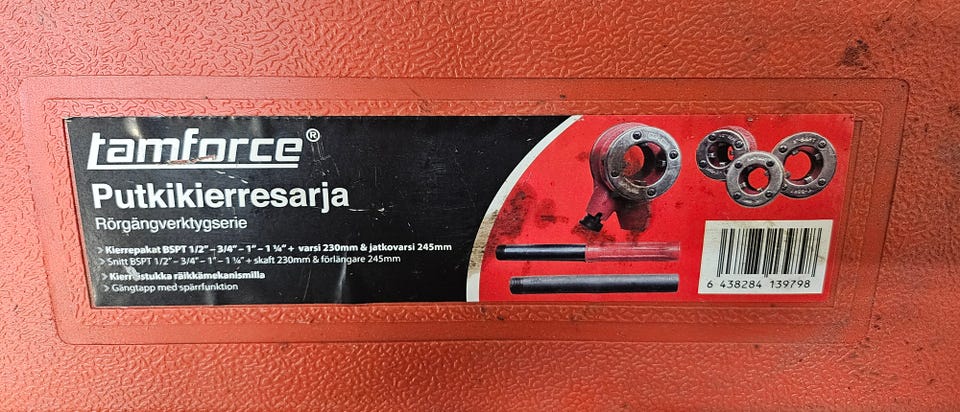 tamforce®
Putkikierresarja
Rörgängverktygserie
> Kierrepakat BSPT 1/2" – 3/4" – 1" – 1 ¼" + varsi 230mm & jatkovarsi 245mm
> Snitt BSPT 1/2" – 3/4" – 1" – 1 ¼" + skaft 230mm & förlängare 245mm
> Kierreistukka räikkämekanismilla
> Gängtapp med spärrfunktion
6 438284 139798